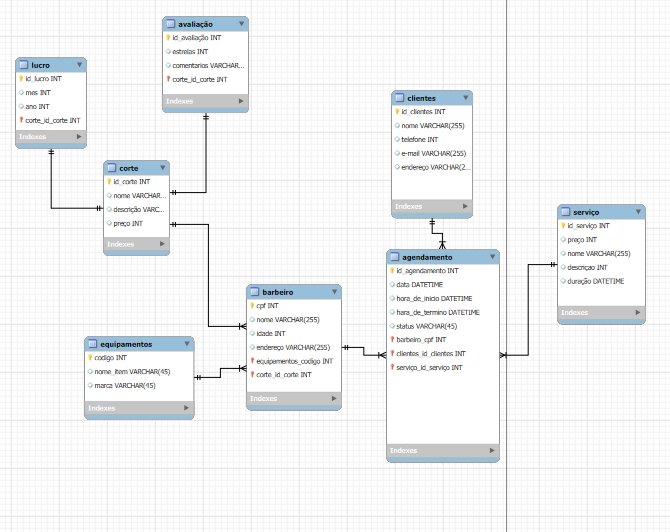 avaliação
id_avaliação INT
estrelas INT
comentarios VARCHAR...
corte_id_corte INT
lucro
id_lucro INT
mes INT
ano INT
corte_id_corte INT
Indexes
Indexes
clientes
id_clientes INT
nome VARCHAR(255)
telefone INT
e-mail VARCHAR(255)
endereço VARCHAR(2...
Indexes
corte
id_corte INT
nome VARCHAR...
descrição VARC...
preço INT
Indexes
serviço
id_serviço INT
preço INT
nome VARCHAR(255)
descriçao INT
duração DATETIME
Indexes
agendamento
id_agendamento INT
data DATETIME
hora_de_inicio DATETIME
hara_de_termino DATETIME
status VARCHAR(45)
barbeiro_cpf INT
clientes_id_clientes INT
serviço_id_serviço INT
Indexes
barbeiro
cpf INT
nome VARCHAR(255)
idade INT
endereço VARCHAR(255)
equipamentos_codigo INT
corte_id_corte INT
Indexes
equipamentos
codigo INT
nome_item VARCHAR(45)
marca VARCHAR(45)
Indexes